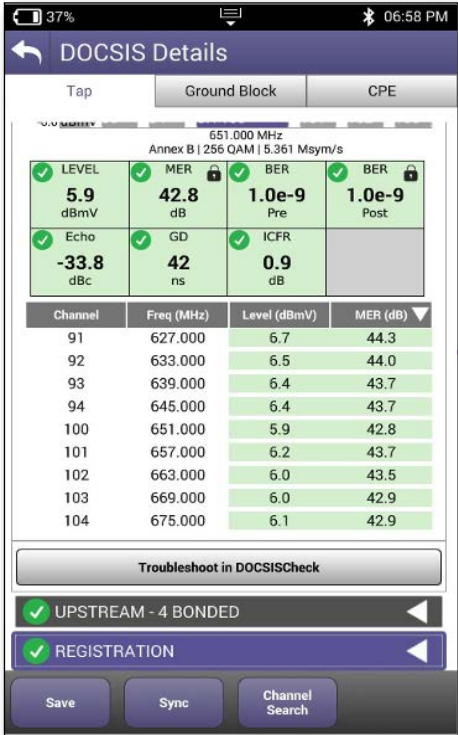 37% 06:58 PM
DOCSIS Details
Tap Ground Block CPE
651.000 MHz
Annex B | 256 QAM | 5.361 Msym/s
LEVEL MER BER BER
5.9 42.8 1.0e-9 1.0e-9
dBmV dB Pre Post
Echo GD ICFR
-33.8 42 0.9
dBc ns dB
Channel Freq (MHz) Level (dBmV) MER (dB)
91 627.000 6.7 44.3
92 633.000 6.5 44.0
93 639.000 6.4 43.7
94 645.000 6.4 43.7
100 651.000 5.9 42.8
101 657.000 6.2 43.7
102 663.000 6.0 43.5
103 669.000 6.0 42.9
104 675.000 6.1 42.9
Troubleshoot in DOCSISCheck
UPSTREAM - 4 BONDED
REGISTRATION
Save Sync Channel
Search